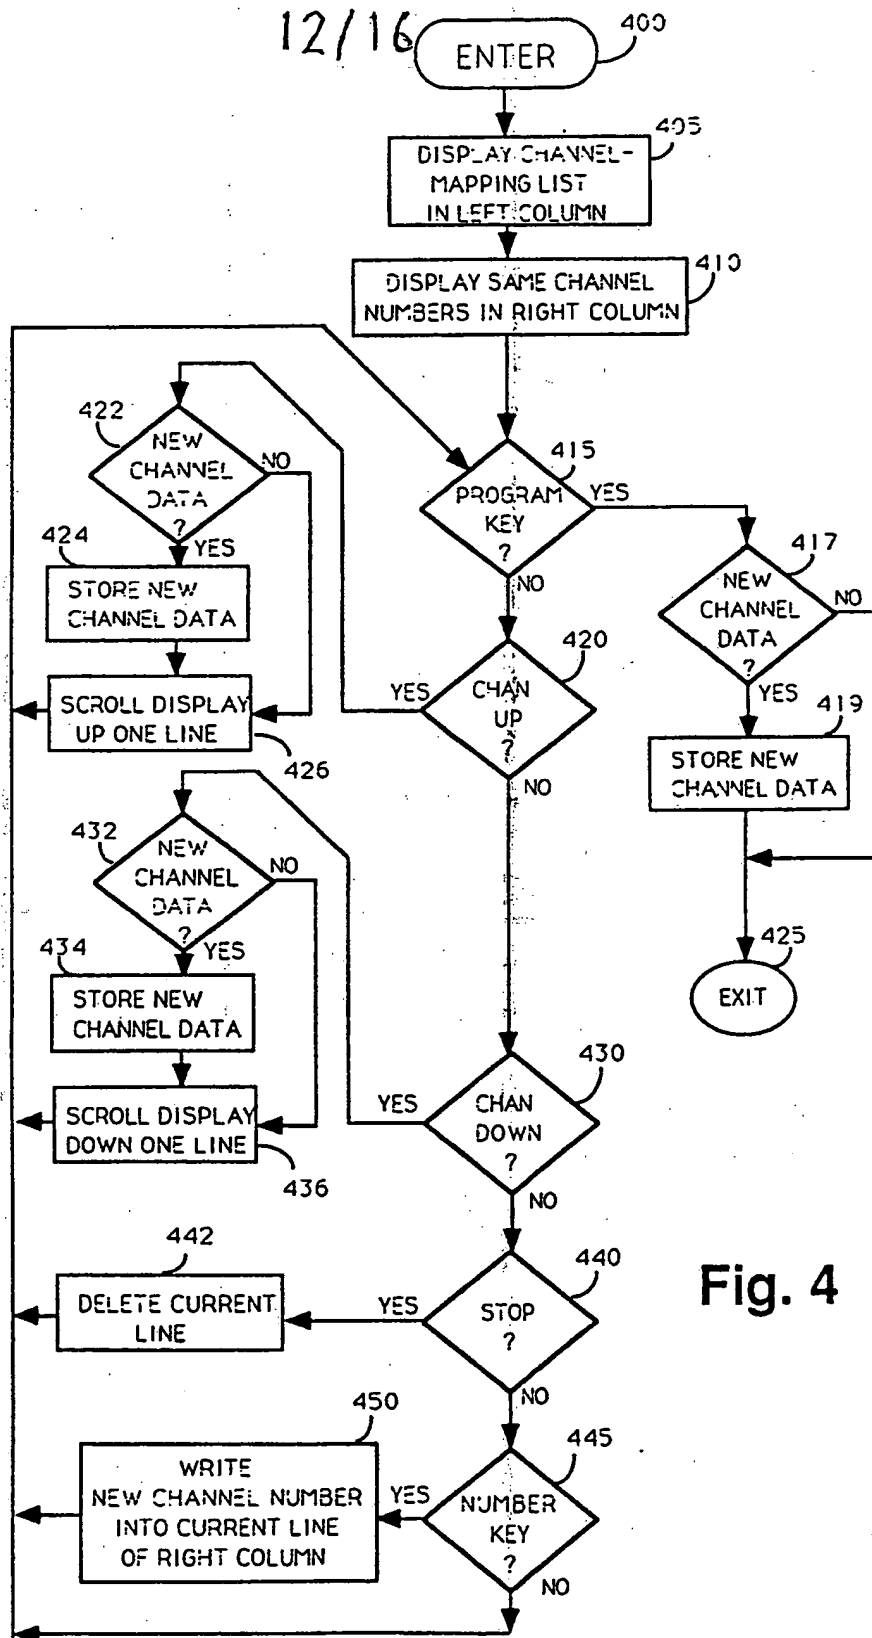 12/16
ENTER
400
405
DISPLAY CHANNEL-
MAPPING LIST
IN LEFT COLUMN
410
DISPLAY SAME CHANNEL
NUMBERS IN RIGHT COLUMN
415
PROGRAM
KEY
?
YES
NO
417
NEW
CHANNEL
DATA
?
NO
YES
419
STORE NEW
CHANNEL DATA
425
EXIT
420
CHAN
UP
?
YES
NO
422
NEW
CHANNEL
DATA
?
NO
YES
424
STORE NEW
CHANNEL DATA
SCROLL DISPLAY
UP ONE LINE
426
430
CHAN
DOWN
?
YES
NO
432
NEW
CHANNEL
DATA
?
NO
YES
434
STORE NEW
CHANNEL DATA
SCROLL DISPLAY
DOWN ONE LINE
436
440
STOP
?
YES
NO
442
DELETE CURRENT
LINE
445
NUMBER
KEY
?
YES
NO
450
WRITE
NEW CHANNEL NUMBER
INTO CURRENT LINE
OF RIGHT COLUMN
Fig. 4